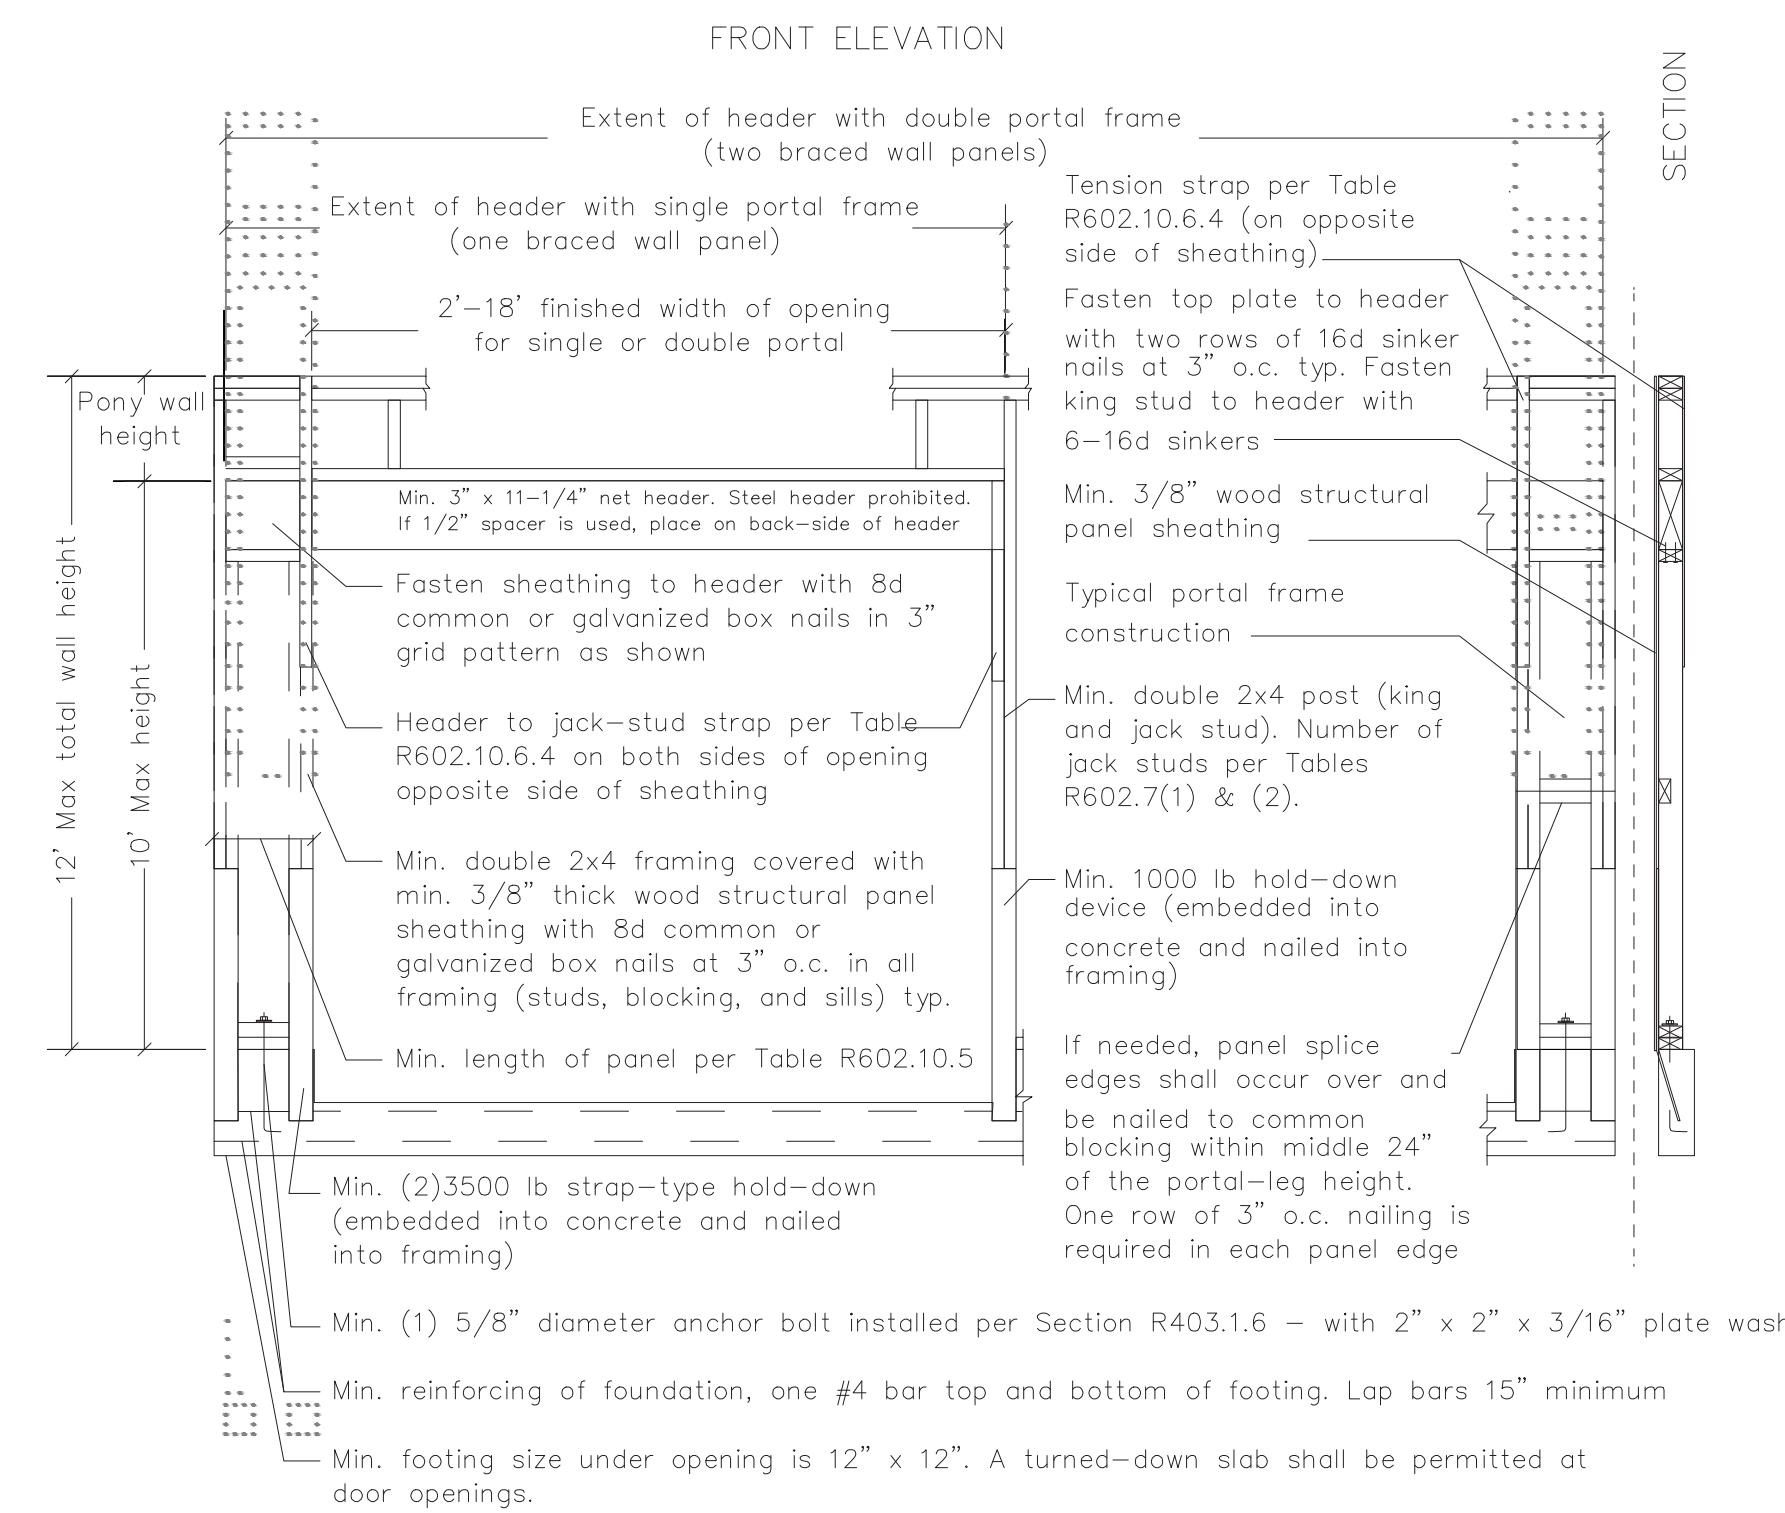 FRONT ELEVATION
SECTION
Extent of header with double portal frame
(two braced wall panels)
Extent of header with single portal frame
(one braced wall panel)
2'–18' finished width of opening
for single or double portal
Pony wall
height
12' Max total wall height
10' Max height
Min. 3” x 11–1/4” net header. Steel header prohibited.
If 1/2” spacer is used, place on back–side of header
Fasten sheathing to header with 8d
common or galvanized box nails in 3”
grid pattern as shown
Header to jack–stud strap per Table
R602.10.6.4 on both sides of opening
opposite side of sheathing
Min. double 2x4 framing covered with
min. 3/8” thick wood structural panel
sheathing with 8d common or
galvanized box nails at 3” o.c. in all
framing (studs, blocking, and sills) typ.
Min. length of panel per Table R602.10.5
Tension strap per Table
R602.10.6.4 (on opposite
side of sheathing)
Fasten top plate to header
with two rows of 16d sinker
nails at 3” o.c. typ. Fasten
king stud to header with
6–16d sinkers
Min. 3/8” wood structural
panel sheathing
Typical portal frame
construction
Min. double 2x4 post (king
and jack stud). Number of
jack studs per Tables
R602.7(1) & (2).
Min. 1000 lb hold–down
device (embedded into
concrete and nailed into
framing)
If needed, panel splice
edges shall occur over and
be nailed to common
blocking within middle 24”
of the portal–leg height.
One row of 3” o.c. nailing is
required in each panel edge
Min. (2)3500 lb strap–type hold–down
(embedded into concrete and nailed
into framing)
Min. (1) 5/8” diameter anchor bolt installed per Section R403.1.6 – with 2” x 2” x 3/16” plate
Min. reinforcing of foundation, one #4 bar top and bottom of footing. Lap bars 15” minimum
Min. footing size under opening is 12” x 12”. A turned–down slab shall be permitted at
door openings.